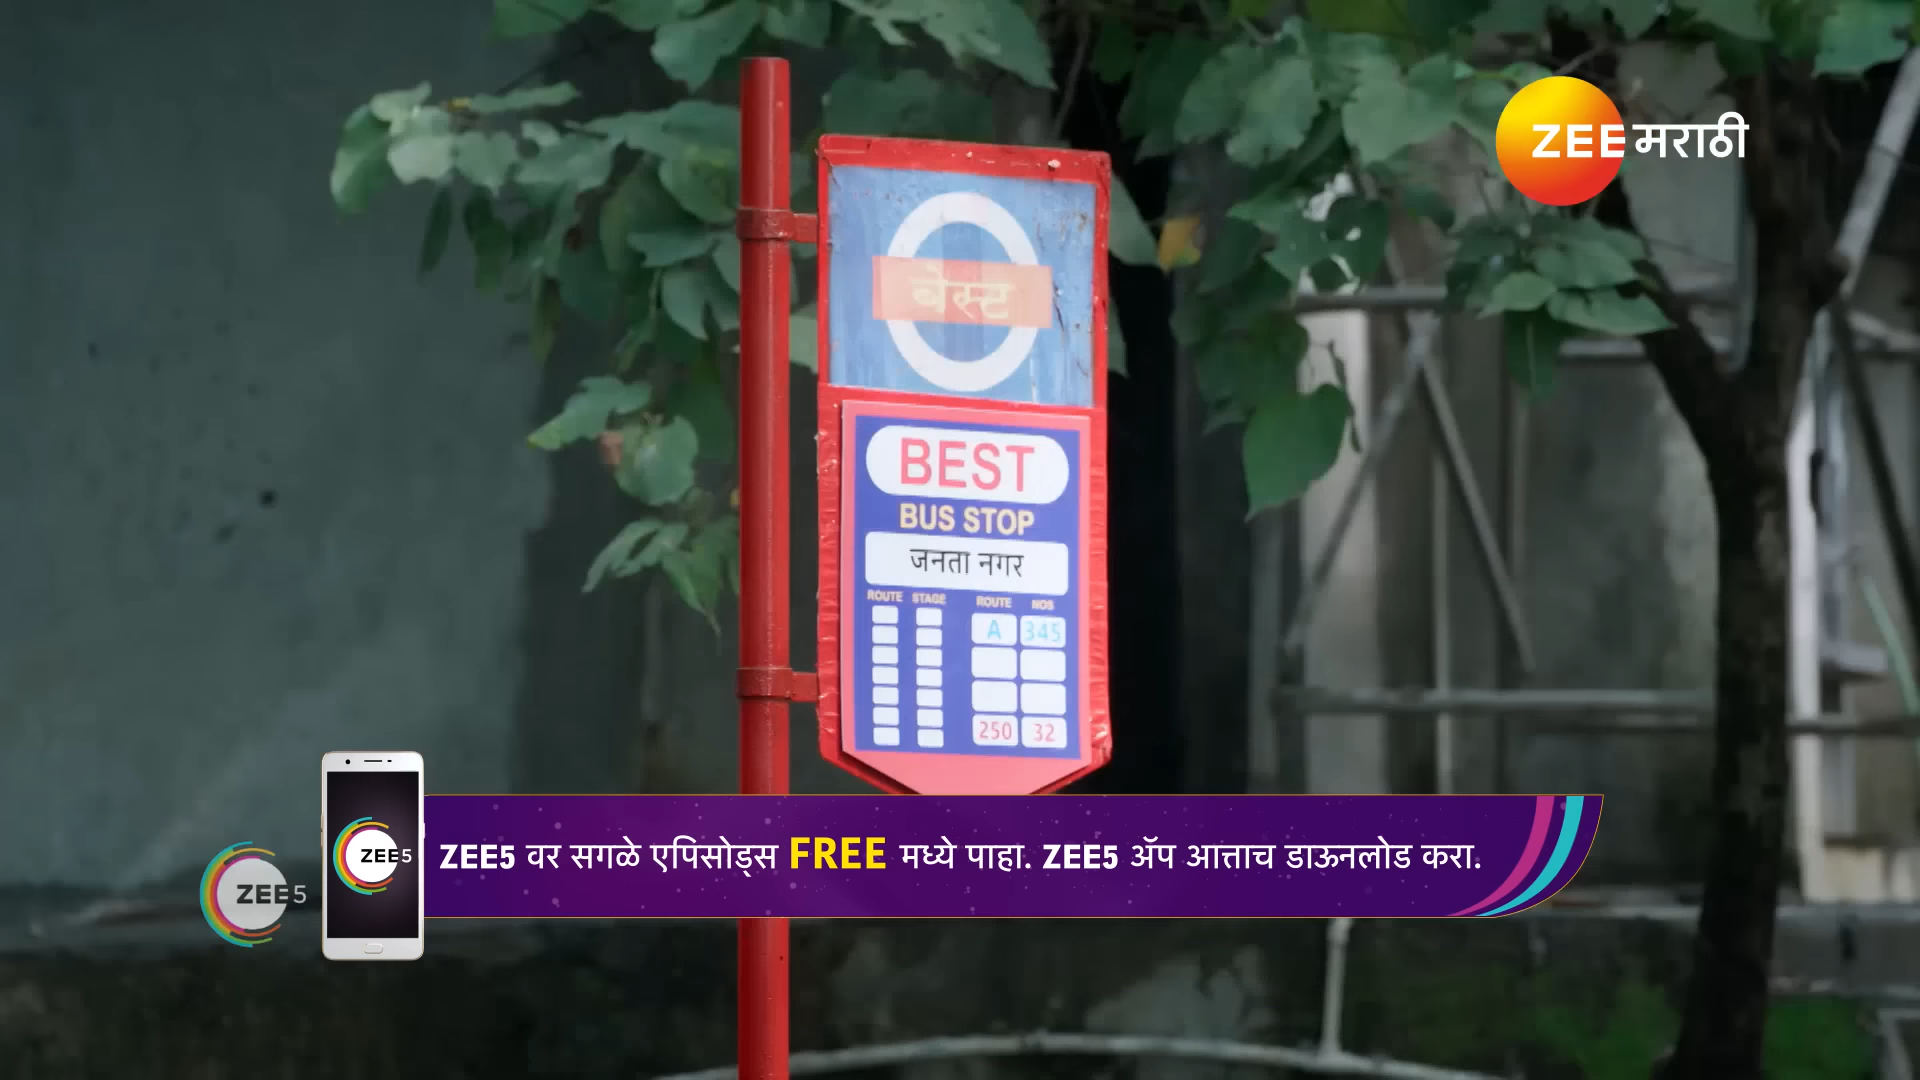 ZEE मराठी
बेस्ट
BEST
BUS STOP
जनता नगर
ROUTE STAGE ROUTE NOS
A 345
250 32
ZEE5
ZEE5 वर सगळे एपिसोड्स FREE मध्ये पाहा. ZEE5 ॲप आत्ताच डाऊनलोड करा.
ZEE5